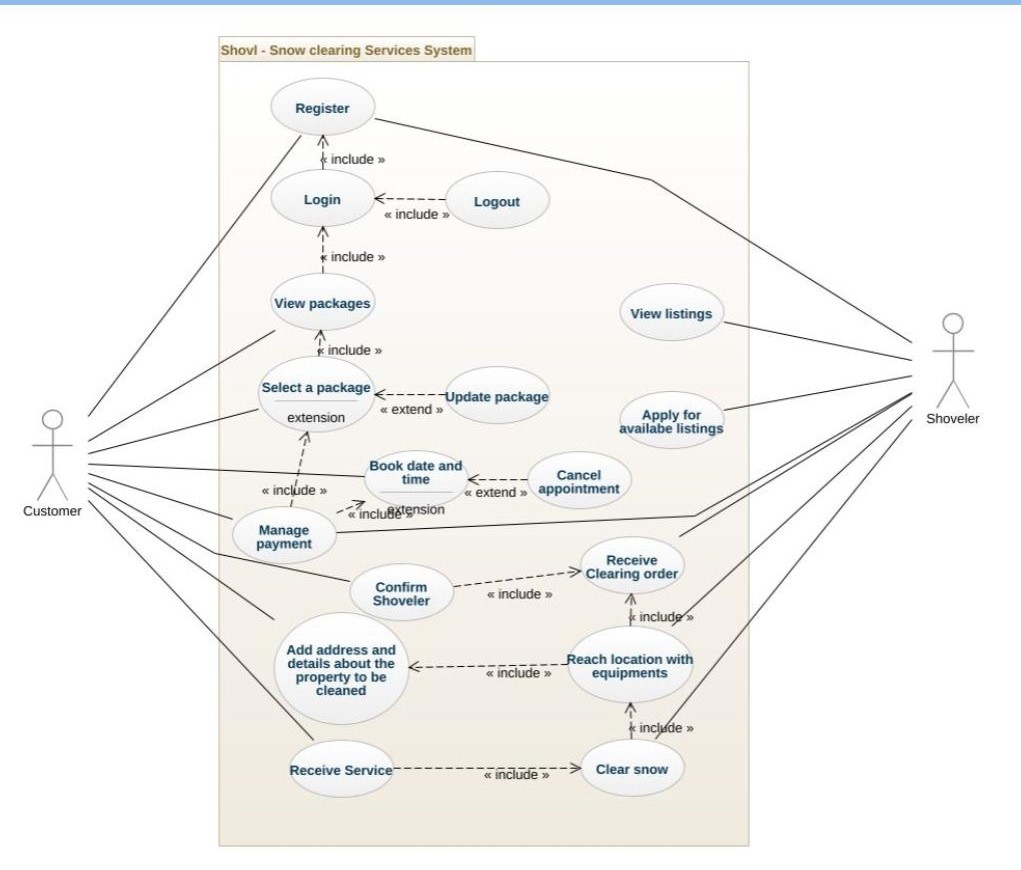 Shovl - Snow clearing Services System
Register
« include »
Login
Logout
« include »
« include »
View packages
View listings
« include »
Select a package
extension
Update package
« extend »
Apply for
availabe listings
Shoveler
Customer
Book date and
time
extension
Cancel
appointment
« extend »
« include »
« include »
Manage
payment
Receive
Clearing order
Confirm
Shoveler
« include »
« include »
Add address and
details about the
property to be
cleaned
Reach location with
equipments
« include »
« include »
Receive Service
« include »
Clear snow